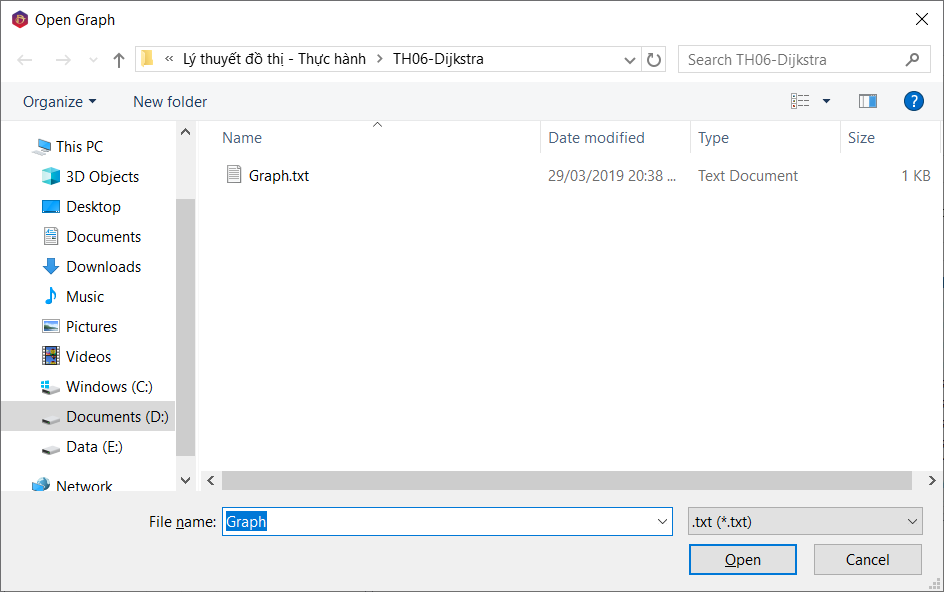 Open Graph
« Lý thuyết đồ thị - Thực hành > TH06-Dijkstra
Search TH06-Dijkstra
Organize
New folder
?
This PC
3D Objects
Desktop
Documents
Downloads
Music
Pictures
Videos
Windows (C:)
Documents (D:)
Data (E:)
Network
Name Date modified Type Size
Graph.txt 29/03/2019 20:38 ... Text Document 1 KB
File name: Graph
.txt (*.txt)
Open
Cancel